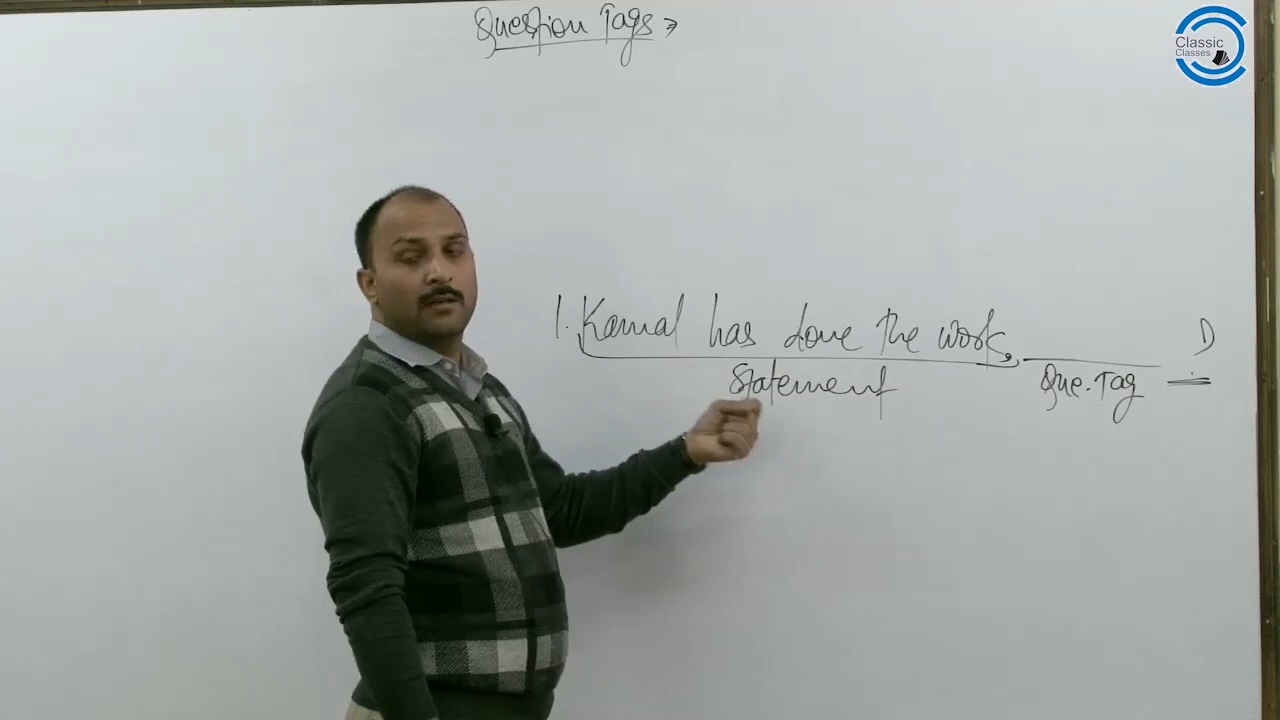 Question Tags
Classic
Classes
1. Kamal has done the work,
Statement
Que. Tag